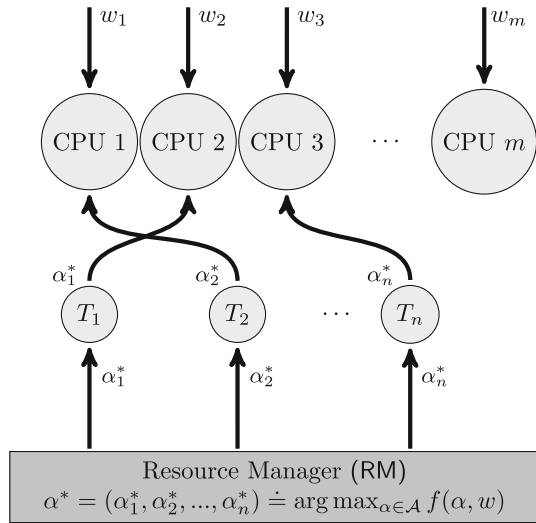 w₁ w₂ w₃ wₘ
CPU 1 CPU 2 CPU 3 ··· CPU m
α₁* α₂* αₙ*
T₁ T₂ ··· Tₙ
α₁* α₂* αₙ*
Resource Manager (RM)
α* = (α₁*, α₂*, ..., αₙ*) ≐ arg max_{α∈𝒜} f(α, w)